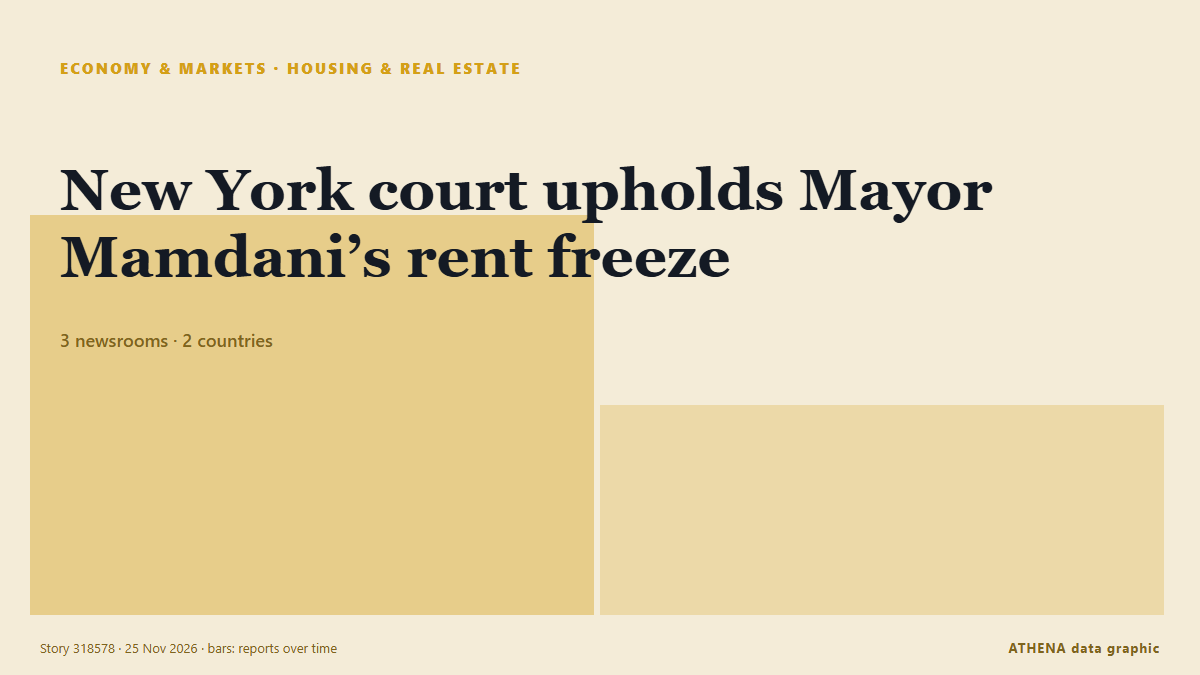 ECONOMY & MARKETS · HOUSING & REAL ESTATE
New York court upholds Mayor
Mamdani’s rent freeze
3 newsrooms · 2 countries
Story 318578 · 25 Nov 2026 · bars: reports over time
ATHENA data graphic